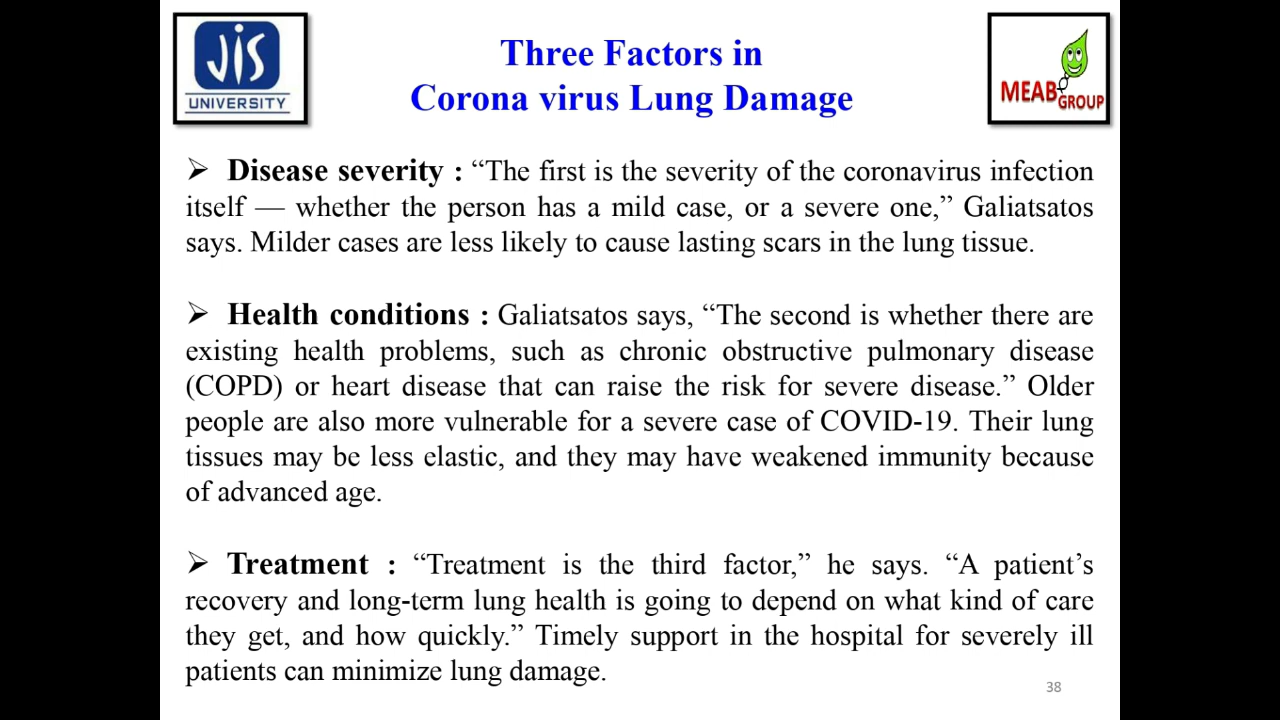 JIS
UNIVERSITY
Three Factors in
Corona virus Lung Damage
MEAB
GROUP
➢ Disease severity : “The first is the severity of the coronavirus infection
itself — whether the person has a mild case, or a severe one,” Galiatsatos
says. Milder cases are less likely to cause lasting scars in the lung tissue.
➢ Health conditions : Galiatsatos says, “The second is whether there are
existing health problems, such as chronic obstructive pulmonary disease
(COPD) or heart disease that can raise the risk for severe disease.” Older
people are also more vulnerable for a severe case of COVID-19. Their lung
tissues may be less elastic, and they may have weakened immunity because
of advanced age.
➢ Treatment : “Treatment is the third factor,” he says. “A patient’s
recovery and long-term lung health is going to depend on what kind of care
they get, and how quickly.” Timely support in the hospital for severely ill
patients can minimize lung damage.
38